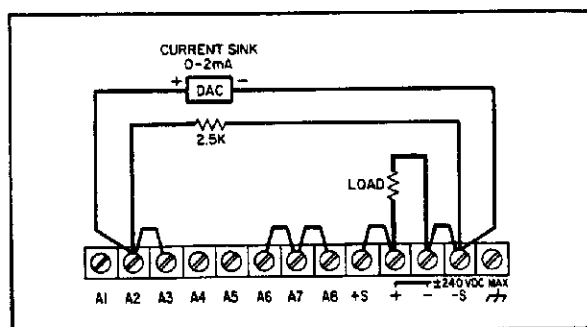 CURRENT SINK
0-2mA
+ DAC -
2.5K
LOAD
A1 A2 A3 A4 A5 A6 A7 A8 +S + - ±240 VDC MAX
-S